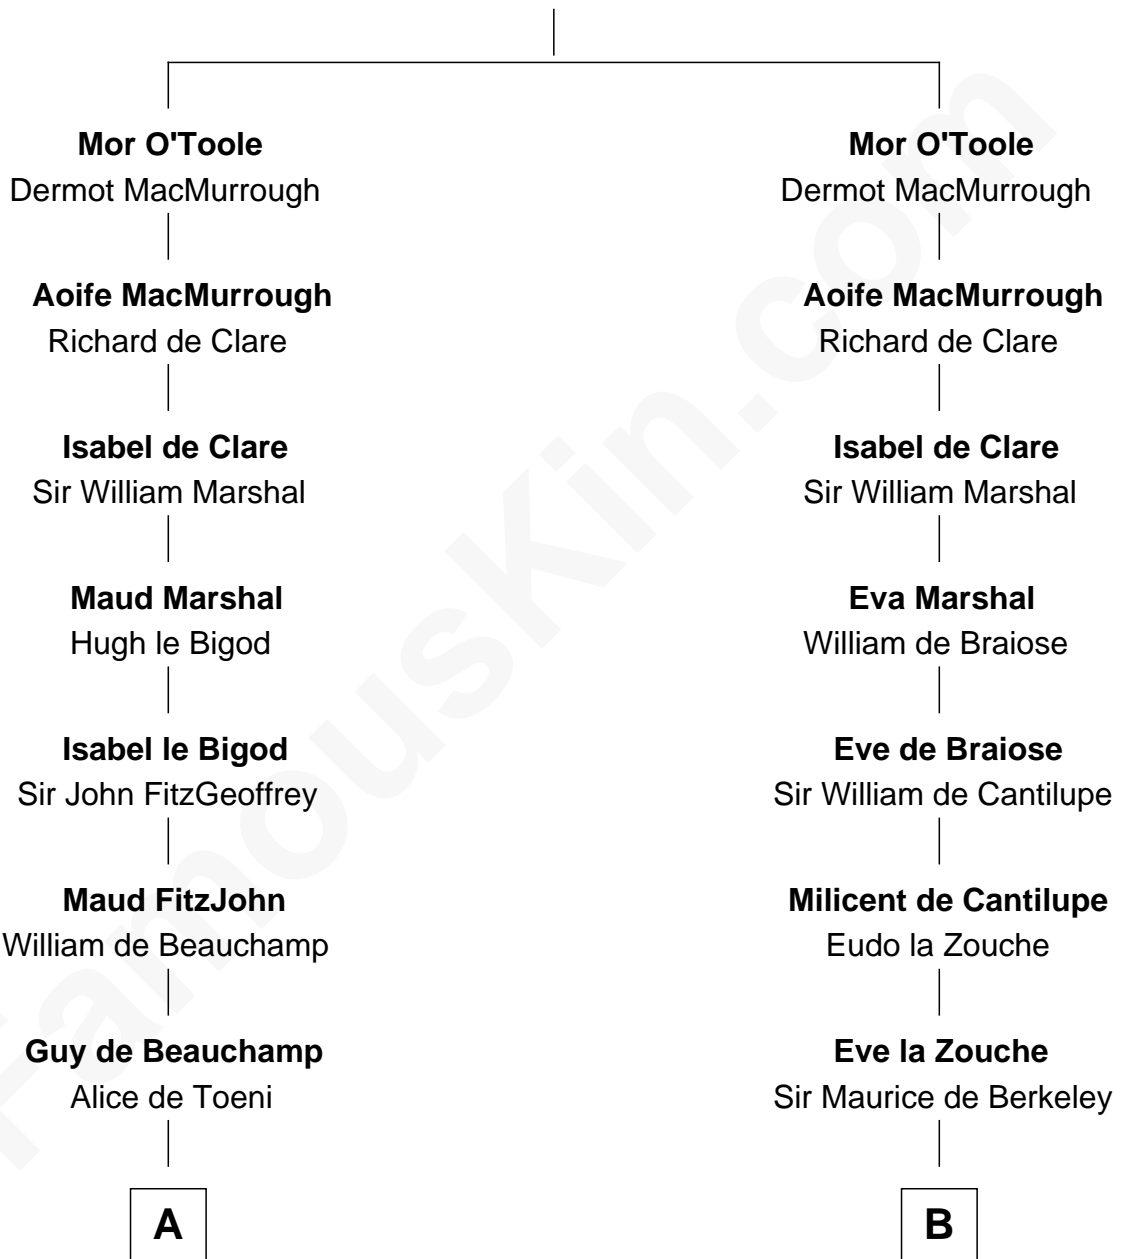 Mor O'Toole
Dermot MacMurrough
Aoife MacMurrough
Richard de Clare
Isabel de Clare
Sir William Marshal
Maud Marshal
Hugh le Bigod
Isabel le Bigod
Sir John FitzGeoffrey
Maud FitzJohn
William de Beauchamp
Guy de Beauchamp
Alice de Toeni
A
Mor O'Toole
Dermot MacMurrough
Aoife MacMurrough
Richard de Clare
Isabel de Clare
Sir William Marshal
Eva Marshal
William de Braiose
Eve de Braiose
Sir William de Cantilupe
Milicent de Cantilupe
Eudo la Zouche
Eve la Zouche
Sir Maurice de Berkeley
B
FamousKin.com